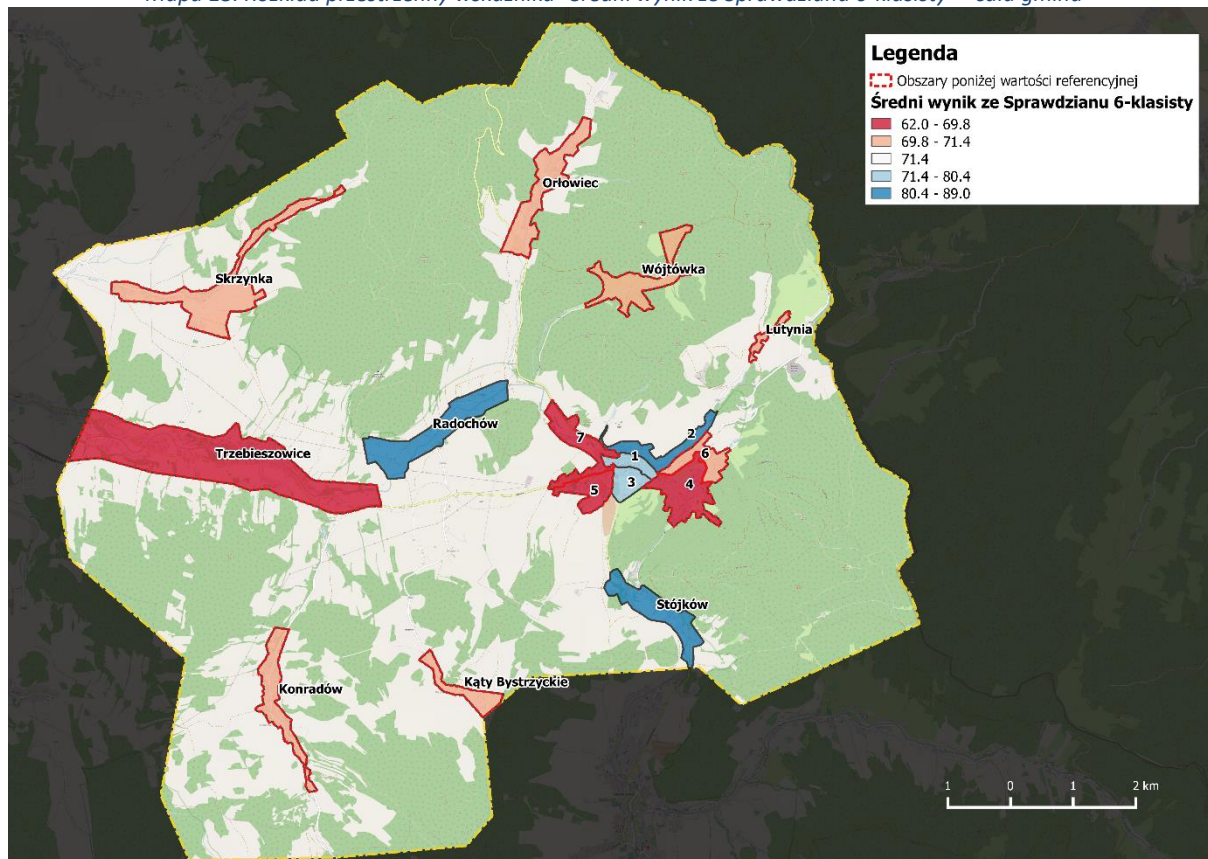 Legenda
Obszary poniżej wartości referencyjnej
Średni wynik ze Sprawdzianu 6-klasisty
62.0 - 69.8
69.8 - 71.4
71.4
71.4 - 80.4
80.4 - 89.0
Orłowiec
Skrzynka
Wójtówka
Lutynia
Radochów
Trzebieszowice
7
2
1
6
3
4
5
Stójków
Kąty Bystrzyckie
Konradów
1 0 1 2 km